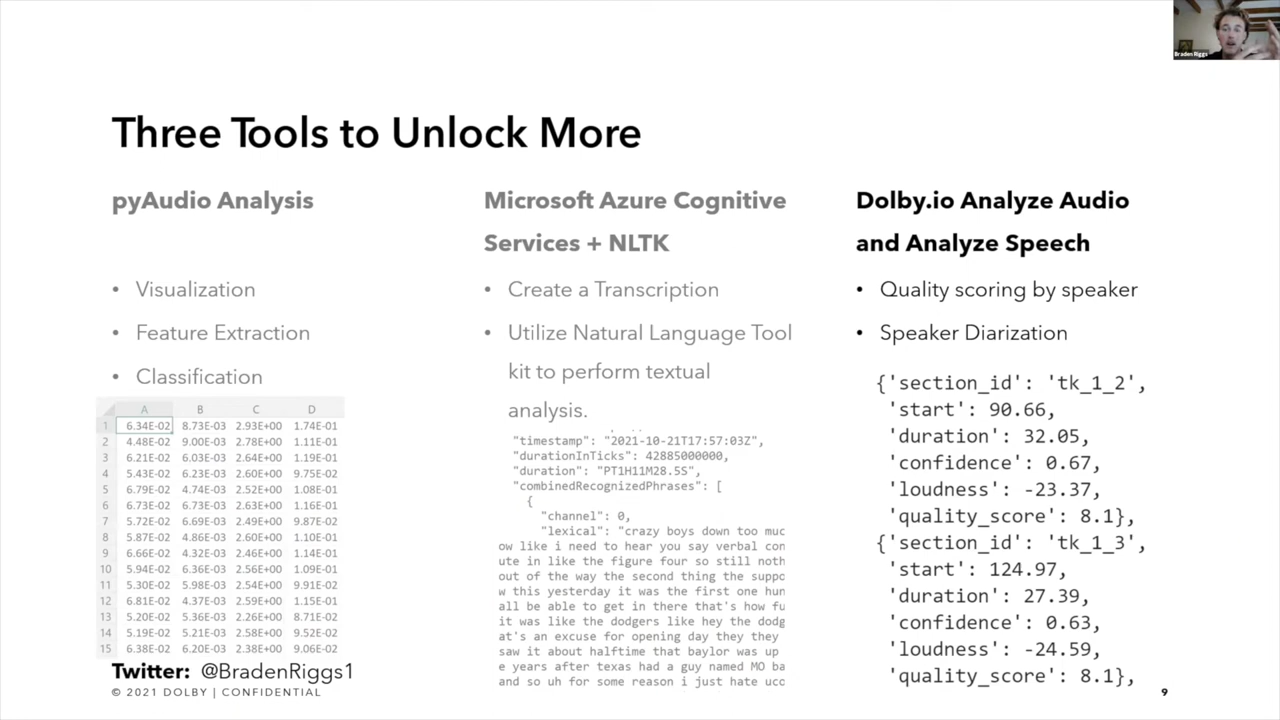 Braden Riggs
Three Tools to Unlock More
pyAudio Analysis
• Visualization
• Feature Extraction
• Classification
A B C D
1 6.34E-02 8.73E-03 2.93E+00 1.74E-01
2 4.48E-02 9.00E-03 2.78E+00 1.11E-01
3 6.21E-02 6.03E-03 2.64E+00 1.19E-01
4 5.43E-02 6.23E-03 2.60E+00 9.75E-02
5 6.79E-02 4.74E-03 2.52E+00 1.08E-01
6 6.73E-02 6.73E-03 2.63E+00 1.16E-01
7 5.72E-02 6.69E-03 2.49E+00 9.87E-02
8 5.87E-02 4.86E-03 2.60E+00 1.10E-01
9 6.66E-02 4.32E-03 2.46E+00 1.14E-01
10 5.94E-02 6.36E-03 2.56E+00 1.09E-01
11 5.30E-02 5.98E-03 2.54E+00 9.91E-02
12 6.81E-02 4.37E-03 2.59E+00 1.15E-01
13 5.20E-02 5.36E-03 2.26E+00 8.71E-02
14 5.19E-02 5.21E-03 2.58E+00 9.52E-02
15 6.38E-02 6.20E-03 2.38E+00 9.06E-02
Microsoft Azure Cognitive
Services + NLTK
• Create a Transcription
• Utilize Natural Language Tool
kit to perform textual
analysis.
"timestamp": "2021-10-21T17:57:03Z",
"durationInTicks": 42885000000,
"duration": "PT1H11M28.5S",
"combinedRecognizedPhrases": [
{
"channel": 0,
"lexical": "crazy boys down too muc
ow like i need to hear you say verbal con
ute in like the figure four so still noth
out of the way the second thing the suppo
w this yesterday it was the first one hun
all be able to get in there that's how fu
it was like the dodgers like hey the dodg
at's an excuse for opening day they they
saw it about halftime that baylor was up
e years after texas had a guy named MO ba
and so uh for some reason i just hate ucc
Dolby.io Analyze Audio
and Analyze Speech
• Quality scoring by speaker
• Speaker Diarization
{'section_id': 'tk_1_2',
'start': 90.66,
'duration': 32.05,
'confidence': 0.67,
'loudness': -23.37,
'quality_score': 8.1},
{'section_id': 'tk_1_3',
'start': 124.97,
'duration': 27.39,
'confidence': 0.63,
'loudness': -24.59,
'quality_score': 8.1},
Twitter: @BradenRiggs1
© 2021 DOLBY | CONFIDENTIAL
9